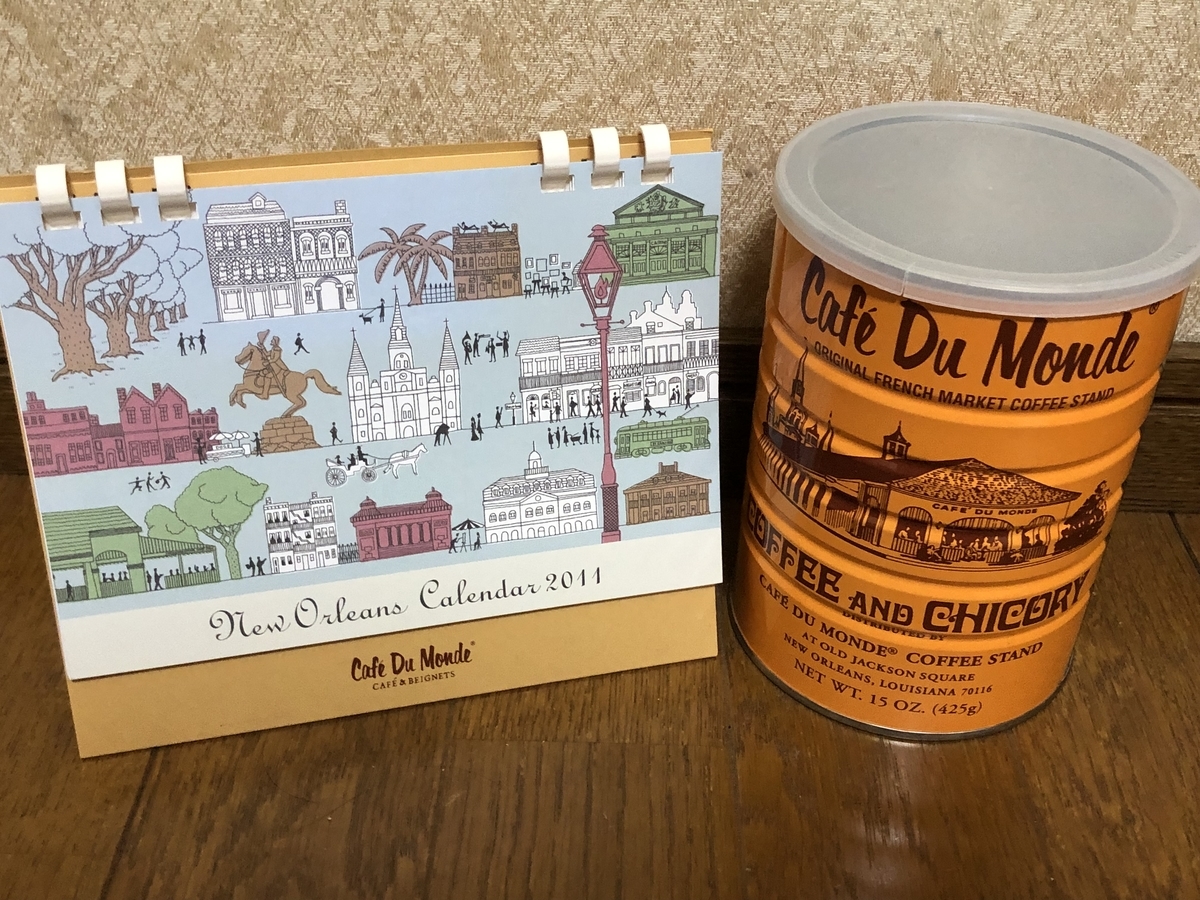 New Orleans Calendar 2011
Café Du Monde®
CAFÉ & BEIGNETS
Café Du Monde®
ORIGINAL FRENCH MARKET COFFEE STAND
CAFE DU MONDE
COFFEE AND CHICORY
DISTRIBUTED BY
CAFÉ DU MONDE® COFFEE STAND
AT OLD JACKSON SQUARE
NEW ORLEANS, LOUISIANA 70116
NET WT. 15 OZ. (425g)